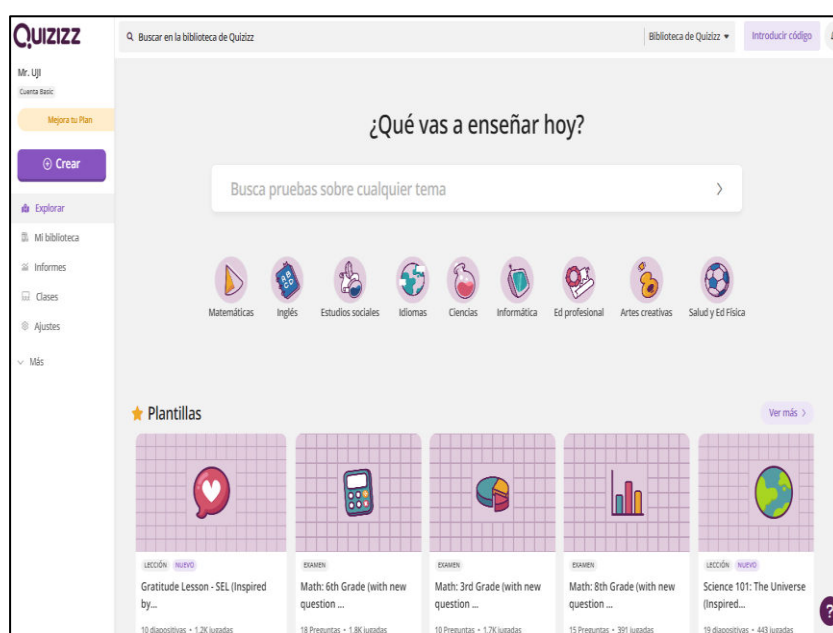 QUIZIZZ
Buscar en la biblioteca de Quizizz
Biblioteca de Quizizz
Introducir código
Mr. UJI
Cuenta Basic
Mejora tu Plan
Crear
Explorar
Mi biblioteca
Informes
Clases
Ajustes
Más
¿Qué vas a enseñar hoy?
Busca pruebas sobre cualquier tema
Matemáticas
Inglés
Estudios sociales
Idiomas
Ciencias
Informática
Ed profesional
Artes creativas
Salud y Ed Física
Plantillas
Ver más
LECCIÓN NUEVO
Gratitude Lesson - SEL (Inspired
by...
10 diapositivas • 1.2K jugadas
EXAMEN
Math: 6th Grade (with new
question ...
18 Preguntas • 1.8K jugadas
EXAMEN
Math: 3rd Grade (with new
question ...
10 Preguntas • 1.7K jugadas
EXAMEN
Math: 8th Grade (with new
question ...
15 Preguntas • 391 jugadas
LECCIÓN NUEVO
Science 101: The Universe
(Inspired...
19 diapositivas • 443 jugadas
?